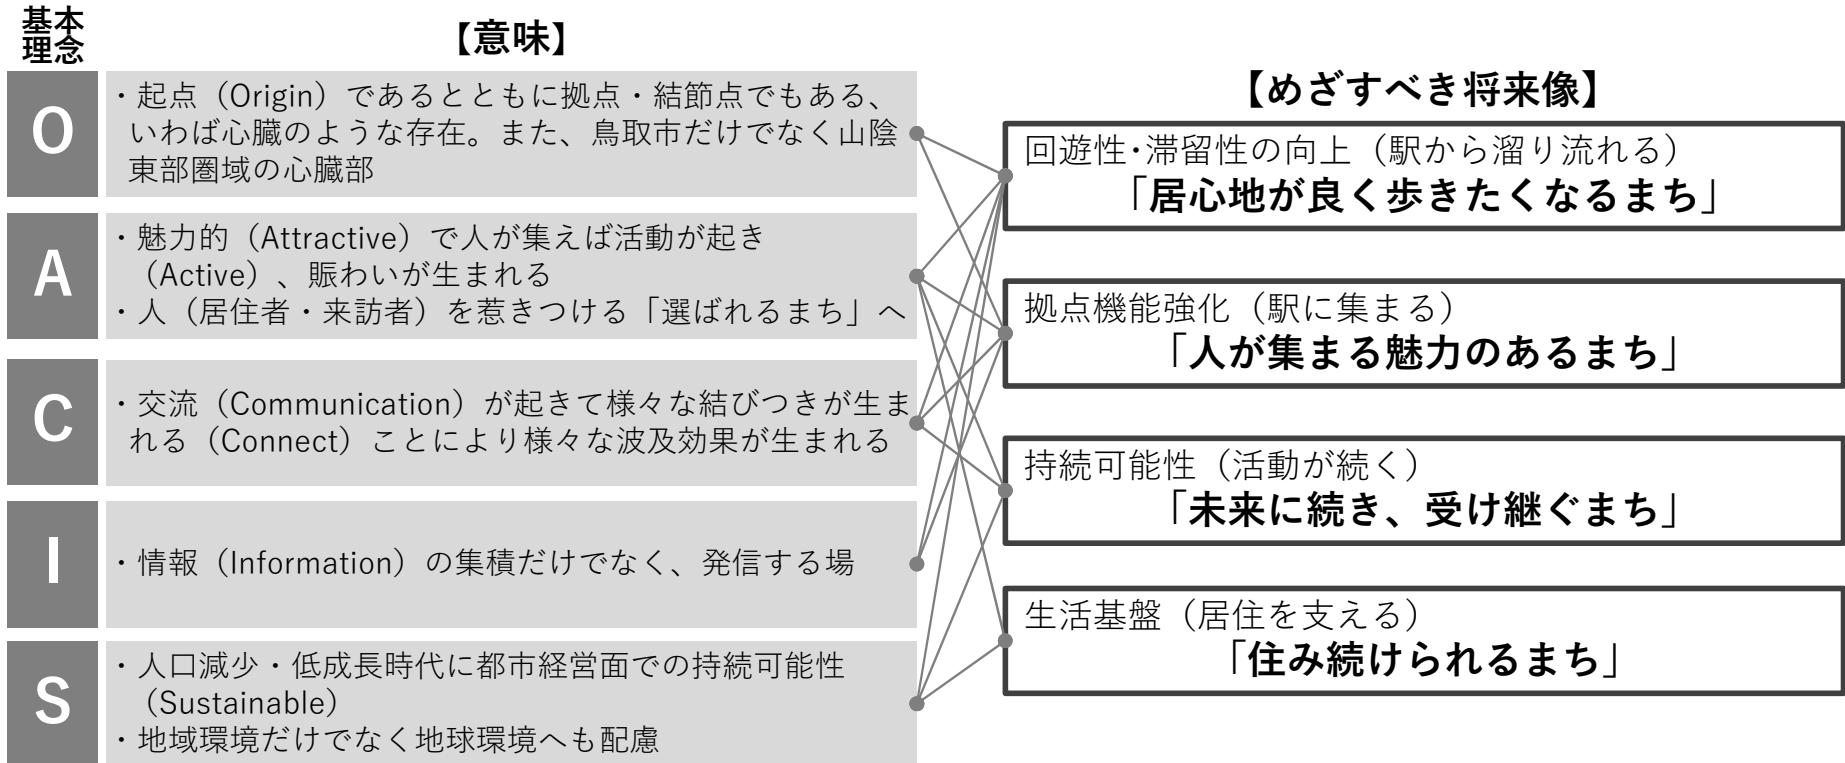 基本
理念
【意味】
O
・起点（Origin）であるとともに拠点・結節点でもある、
いわば心臓のような存在。また、鳥取市だけでなく山陰
東部圏域の心臓部
A
・魅力的（Attractive）で人が集えば活動が起き
（Active）、賑わいが生まれる
・人（居住者・来訪者）を惹きつける「選ばれるまち」へ
C
・交流（Communication）が起きて様々な結びつきが生ま
れる（Connect）ことにより様々な波及効果が生まれる
I
・情報（Information）の集積だけでなく、発信する場
S
・人口減少・低成長時代に都市経営面での持続可能性
（Sustainable）
・地域環境だけでなく地球環境へも配慮
【めざすべき将来像】
回遊性･滞留性の向上（駅から溜り流れる）
「居心地が良く歩きたくなるまち」
拠点機能強化（駅に集まる）
「人が集まる魅力のあるまち」
持続可能性（活動が続く）
「未来に続き、受け継ぐまち」
生活基盤（居住を支える）
「住み続けられるまち」